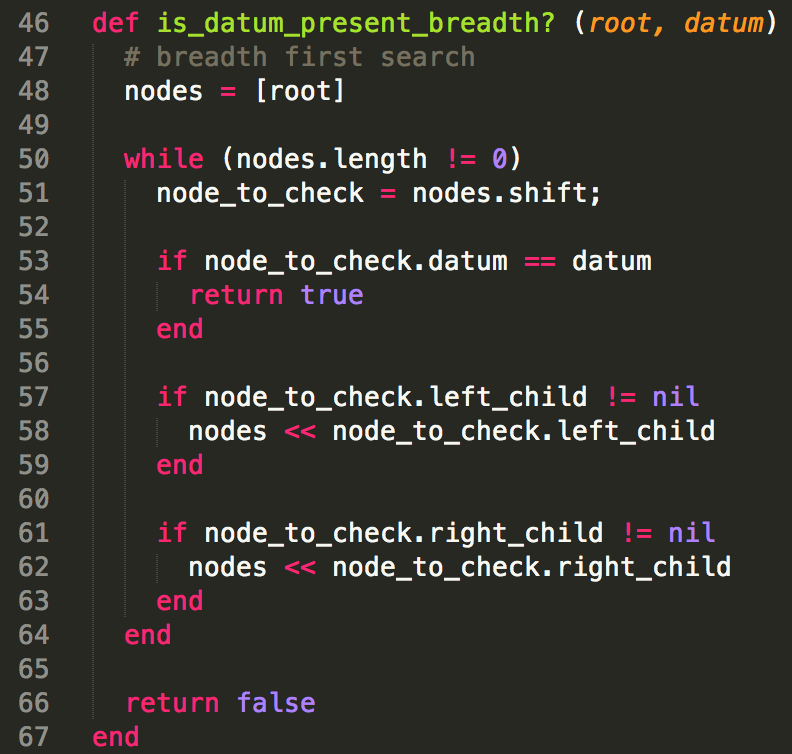 46 def is_datum_present_breadth? (root, datum)
47 # breadth first search
48 nodes = [root]
49
50 while (nodes.length != 0)
51 node_to_check = nodes.shift;
52
53 if node_to_check.datum == datum
54 return true
55 end
56
57 if node_to_check.left_child != nil
58 nodes << node_to_check.left_child
59 end
60
61 if node_to_check.right_child != nil
62 nodes << node_to_check.right_child
63 end
64 end
65
66 return false
67 end